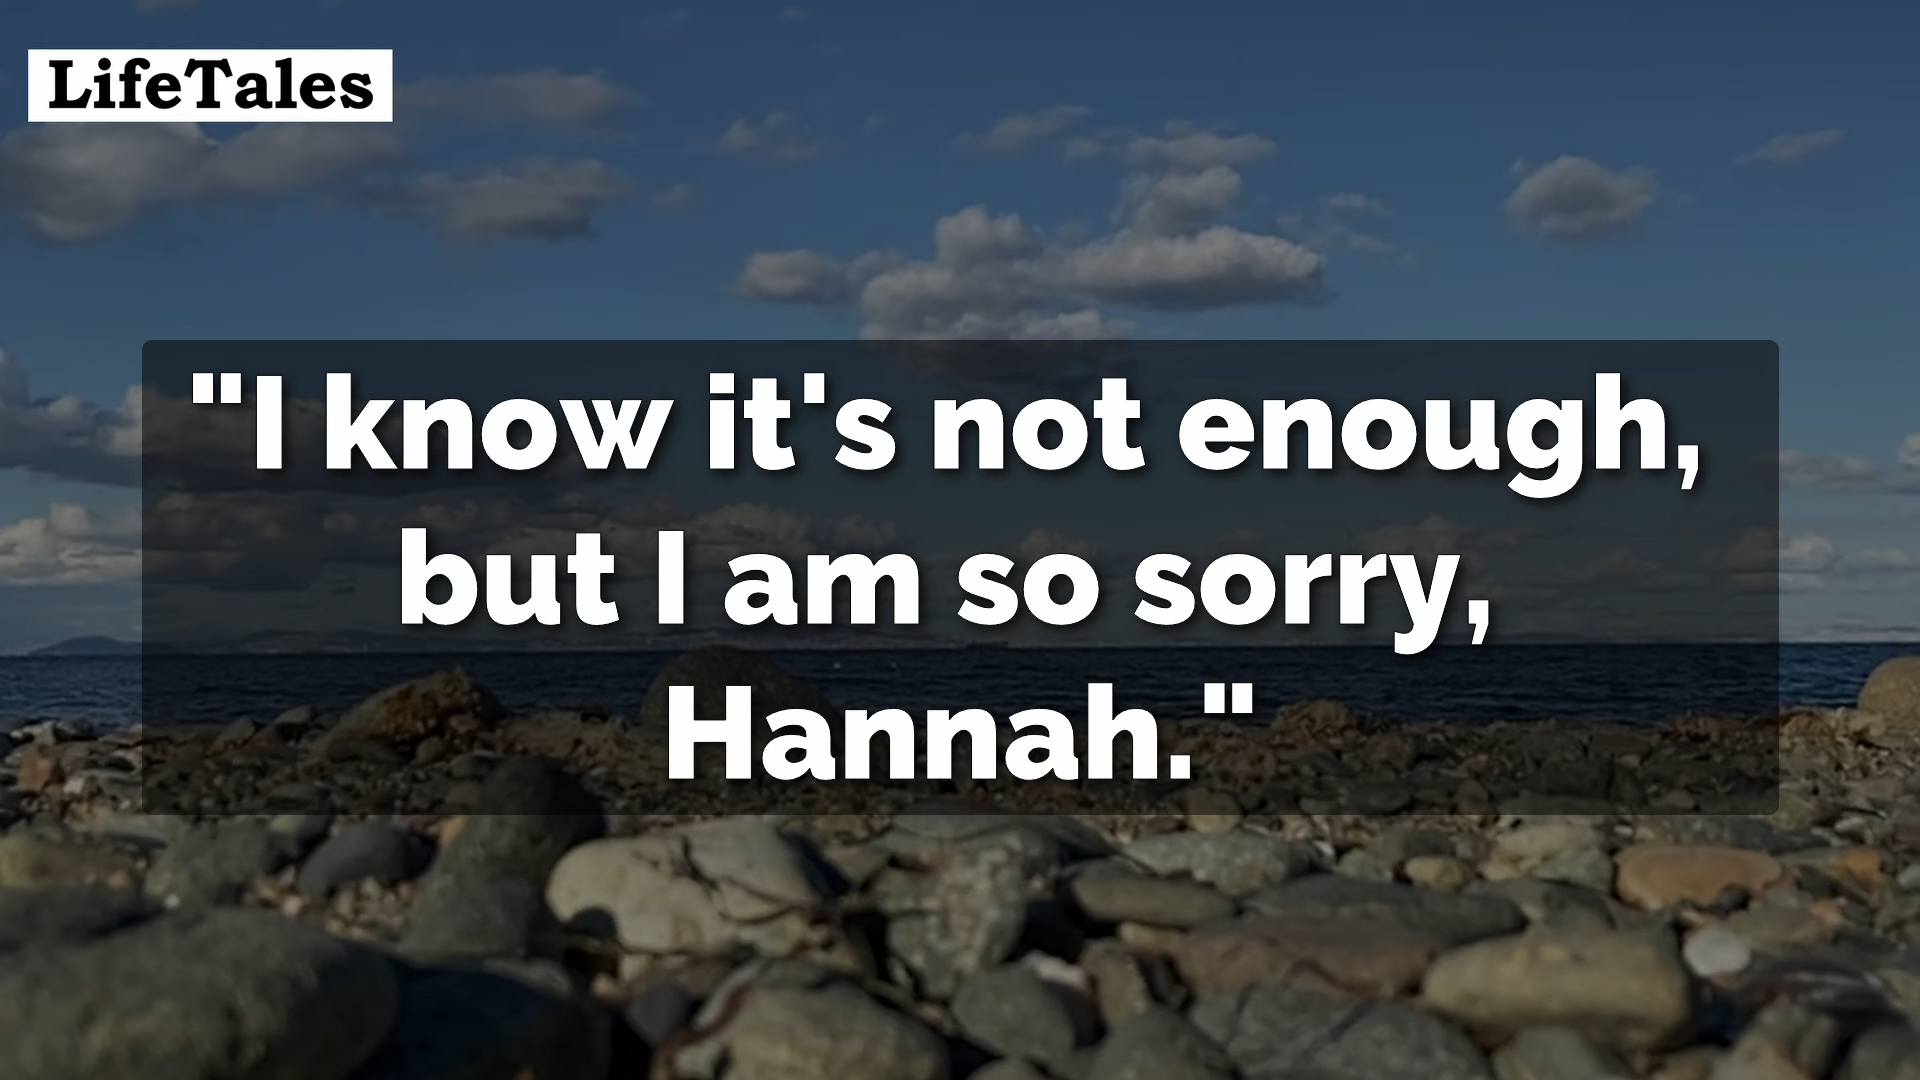 LifeTales
"I know it's not enough,
but I am so sorry,
Hannah."